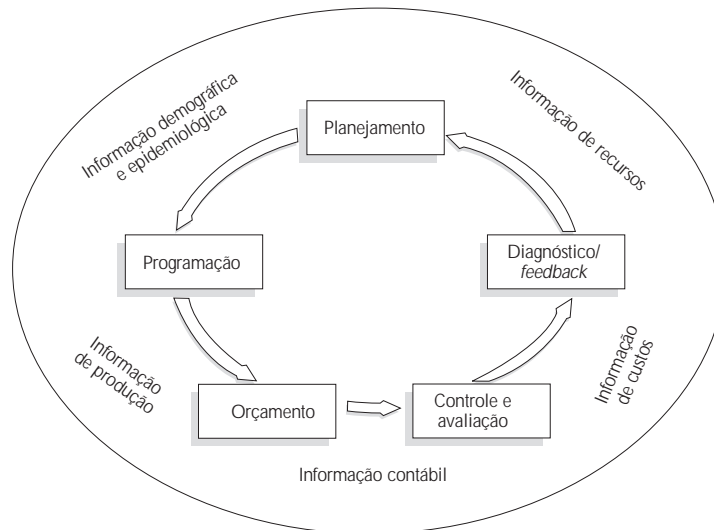 Planejamento
Informação demográfica
e epidemiológica
Informação de recursos
Programação
Diagnóstico/
feedback
Informação
de produção
Orçamento
Controle e
avaliação
Informação
de custos
Informação contábil